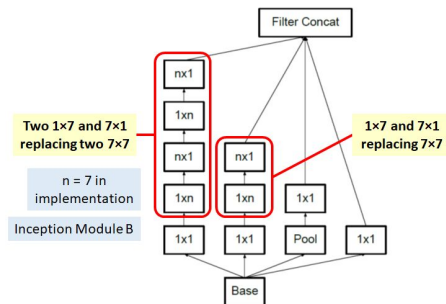 Filter Concat
nx1
1xn
nx1
1xn
1x1
nx1
1xn
1x1
1x1
Pool
1x1
Base
Two 1×7 and 7×1
replacing two 7×7
n = 7 in
implementation
Inception Module B
1×7 and 7×1
replacing 7×7